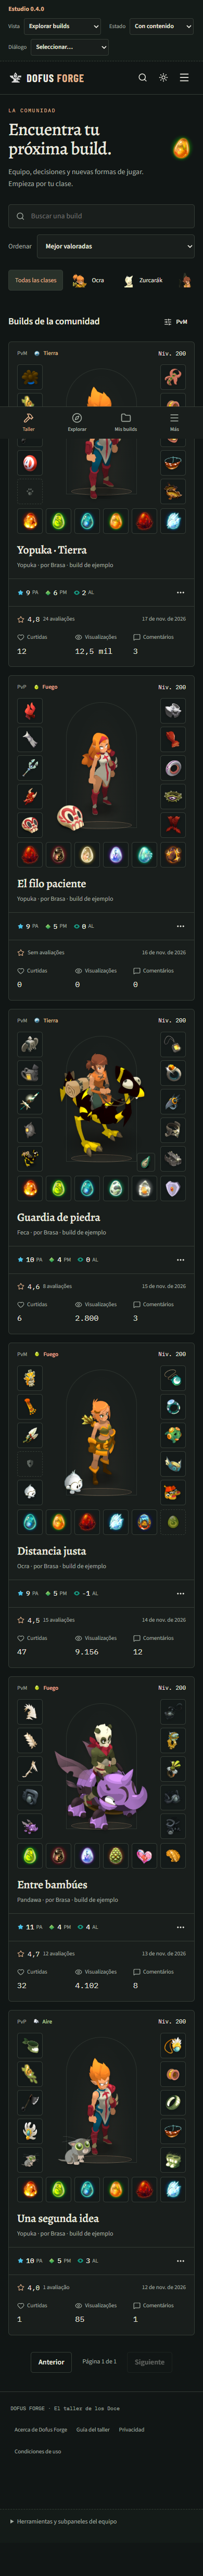 Estudio 0.4.0
Vista Explorar builds Estado Con contenido
Diálogo Seleccionar...
DOFUS FORGE
LA COMUNIDAD
Encuentra tu
próxima build.
Equipo, decisiones y nuevas formas de jugar.
Empieza por tu clase.
Buscar una build
Ordenar Mejor valoradas
Todas las clases Ocra Zurcarák
Builds de la comunidad PvM
PvM Tierra Niv. 200
Taller Explorar Mis builds Más
Yopuka · Tierra
Yopuka · por Brasa · build de ejemplo
9 PA 6 PM 2 AL
4,8 24 avaliações 17 de nov. de 2026
Curtidas Visualizações Comentários
12 12,5 mil 3
PvP Fuego Niv. 200
El filo paciente
Yopuka · por Brasa · build de ejemplo
9 PA 5 PM 0 AL
Sem avaliações 16 de nov. de 2026
Curtidas Visualizações Comentários
0 0 0
PvM Tierra Niv. 200
Guardia de piedra
Feca · por Brasa · build de ejemplo
10 PA 4 PM 0 AL
4,6 8 avaliações 15 de nov. de 2026
Curtidas Visualizações Comentários
6 2.800 3
PvM Fuego Niv. 200
Distancia justa
Ocra · por Brasa · build de ejemplo
9 PA 5 PM -1 AL
4,5 15 avaliações 14 de nov. de 2026
Curtidas Visualizações Comentários
47 9.156 12
PvM Fuego Niv. 200
Entre bambúes
Pandawa · por Brasa · build de ejemplo
11 PA 4 PM 4 AL
4,7 12 avaliações 13 de nov. de 2026
Curtidas Visualizações Comentários
32 4.102 8
PvP Aire Niv. 200
Una segunda idea
Yopuka · por Brasa · build de ejemplo
10 PA 5 PM 3 AL
4,0 1 avaliação 12 de nov. de 2026
Curtidas Visualizações Comentários
1 85 1
Anterior Página 1 de 1 Siguiente
DOFUS FORGE · El taller de los Doce
Acerca de Dofus Forge Guía del taller Privacidad
Condiciones de uso
Herramientas y subpaneles del equipo